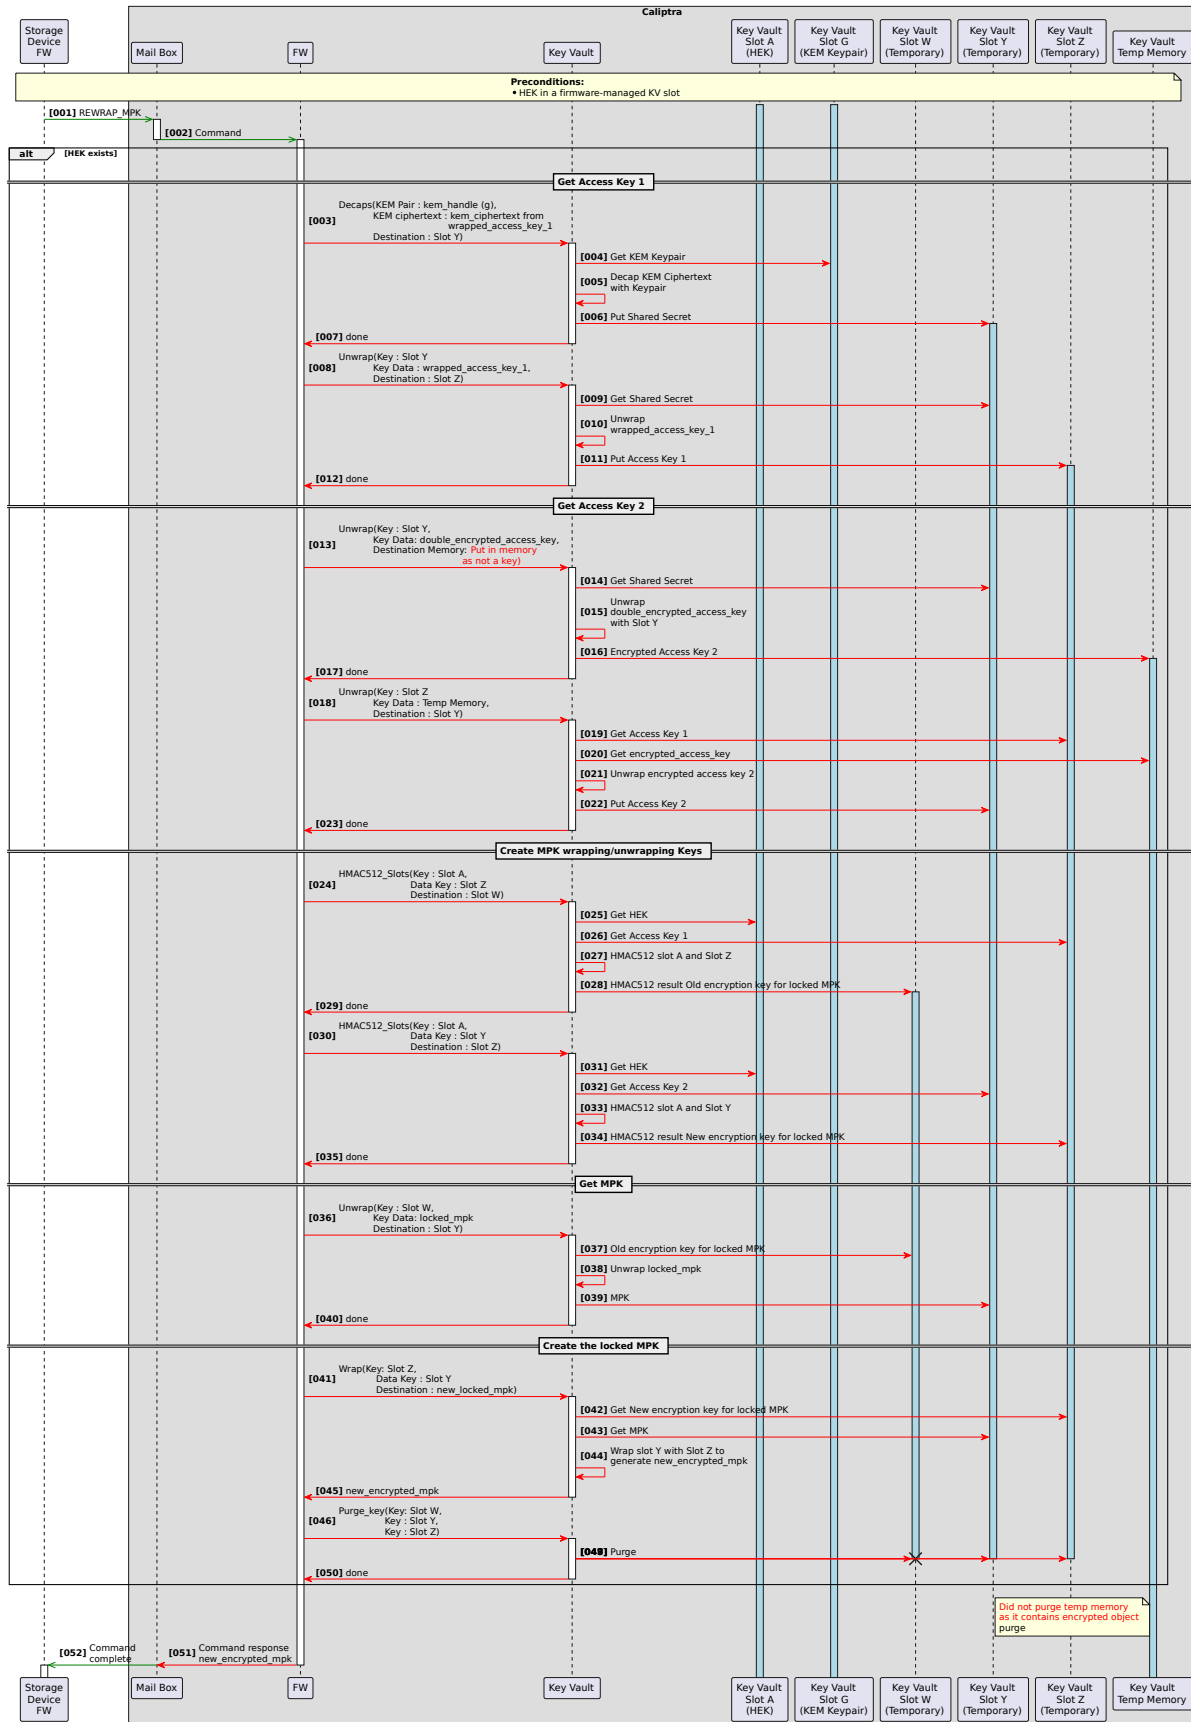 Caliptra
Storage
Device
FW
Mail Box
FW
Key Vault
Key Vault
Slot A
(HEK)
Key Vault
Slot G
(KEM Keypair)
Key Vault
Slot W
(Temporary)
Key Vault
Slot Y
(Temporary)
Key Vault
Slot Z
(Temporary)
Key Vault
Temp Memory
Preconditions:
• HEK in a firmware-managed KV slot
[001] REWRAP_MPK
[002] Command
alt [HEK exists]
Get Access Key 1
Decaps(KEM Pair : kem_handle (g),
[003] KEM ciphertext : kem_ciphertext from
wrapped_access_key_1
Destination : Slot Y)
[004] Get KEM Keypair
[005] Decap KEM Ciphertext
with Keypair
[006] Put Shared Secret
[007] done
Unwrap(Key : Slot Y
[008] Key Data : wrapped_access_key_1,
Destination : Slot Z)
[009] Get Shared Secret
[010] Unwrap
wrapped_access_key_1
[011] Put Access Key 1
[012] done
Get Access Key 2
Unwrap(Key : Slot Y,
[013] Key Data: double_encrypted_access_key,
Destination Memory: Put in memory
as not a key)
[014] Get Shared Secret
Unwrap
[015] double_encrypted_access_key
with Slot Y
[016] Encrypted Access Key 2
[017] done
Unwrap(Key : Slot Z
[018] Key Data : Temp Memory,
Destination : Slot Y)
[019] Get Access Key 1
[020] Get encrypted_access_key
[021] Unwrap encrypted access key 2
[022] Put Access Key 2
[023] done
Create MPK wrapping/unwrapping Keys
HMAC512_Slots(Key : Slot A,
[024] Data Key : Slot Z
Destination : Slot W)
[025] Get HEK
[026] Get Access Key 1
[027] HMAC512 slot A and Slot Z
[028] HMAC512 result Old encryption key for locked MPK
[029] done
HMAC512_Slots(Key : Slot A,
[030] Data Key : Slot Y
Destination : Slot Z)
[031] Get HEK
[032] Get Access Key 2
[033] HMAC512 slot A and Slot Y
[034] HMAC512 result New encryption key for locked MPK
[035] done
Get MPK
Unwrap(Key : Slot W,
[036] Key Data: locked_mpk
Destination : Slot Y)
[037] Old encryption key for locked MPK
[038] Unwrap locked_mpk
[039] MPK
[040] done
Create the locked MPK
Wrap(Key: Slot Z,
[041] Data Key : Slot Y
Destination : new_locked_mpk)
[042] Get New encryption key for locked MPK
[043] Get MPK
[044] Wrap slot Y with Slot Z to
generate new_encrypted_mpk
[045] new_encrypted_mpk
Purge_key(Key: Slot W,
[046] Key : Slot Y,
Key : Slot Z)
Purge
[050] done
Did not purge temp memory
as it contains encrypted object
purge
[051] Command response
new_encrypted_mpk
[052] Command
complete
Storage
Device
FW
Mail Box
FW
Key Vault
Key Vault
Slot A
(HEK)
Key Vault
Slot G
(KEM Keypair)
Key Vault
Slot W
(Temporary)
Key Vault
Slot Y
(Temporary)
Key Vault
Slot Z
(Temporary)
Key Vault
Temp Memory